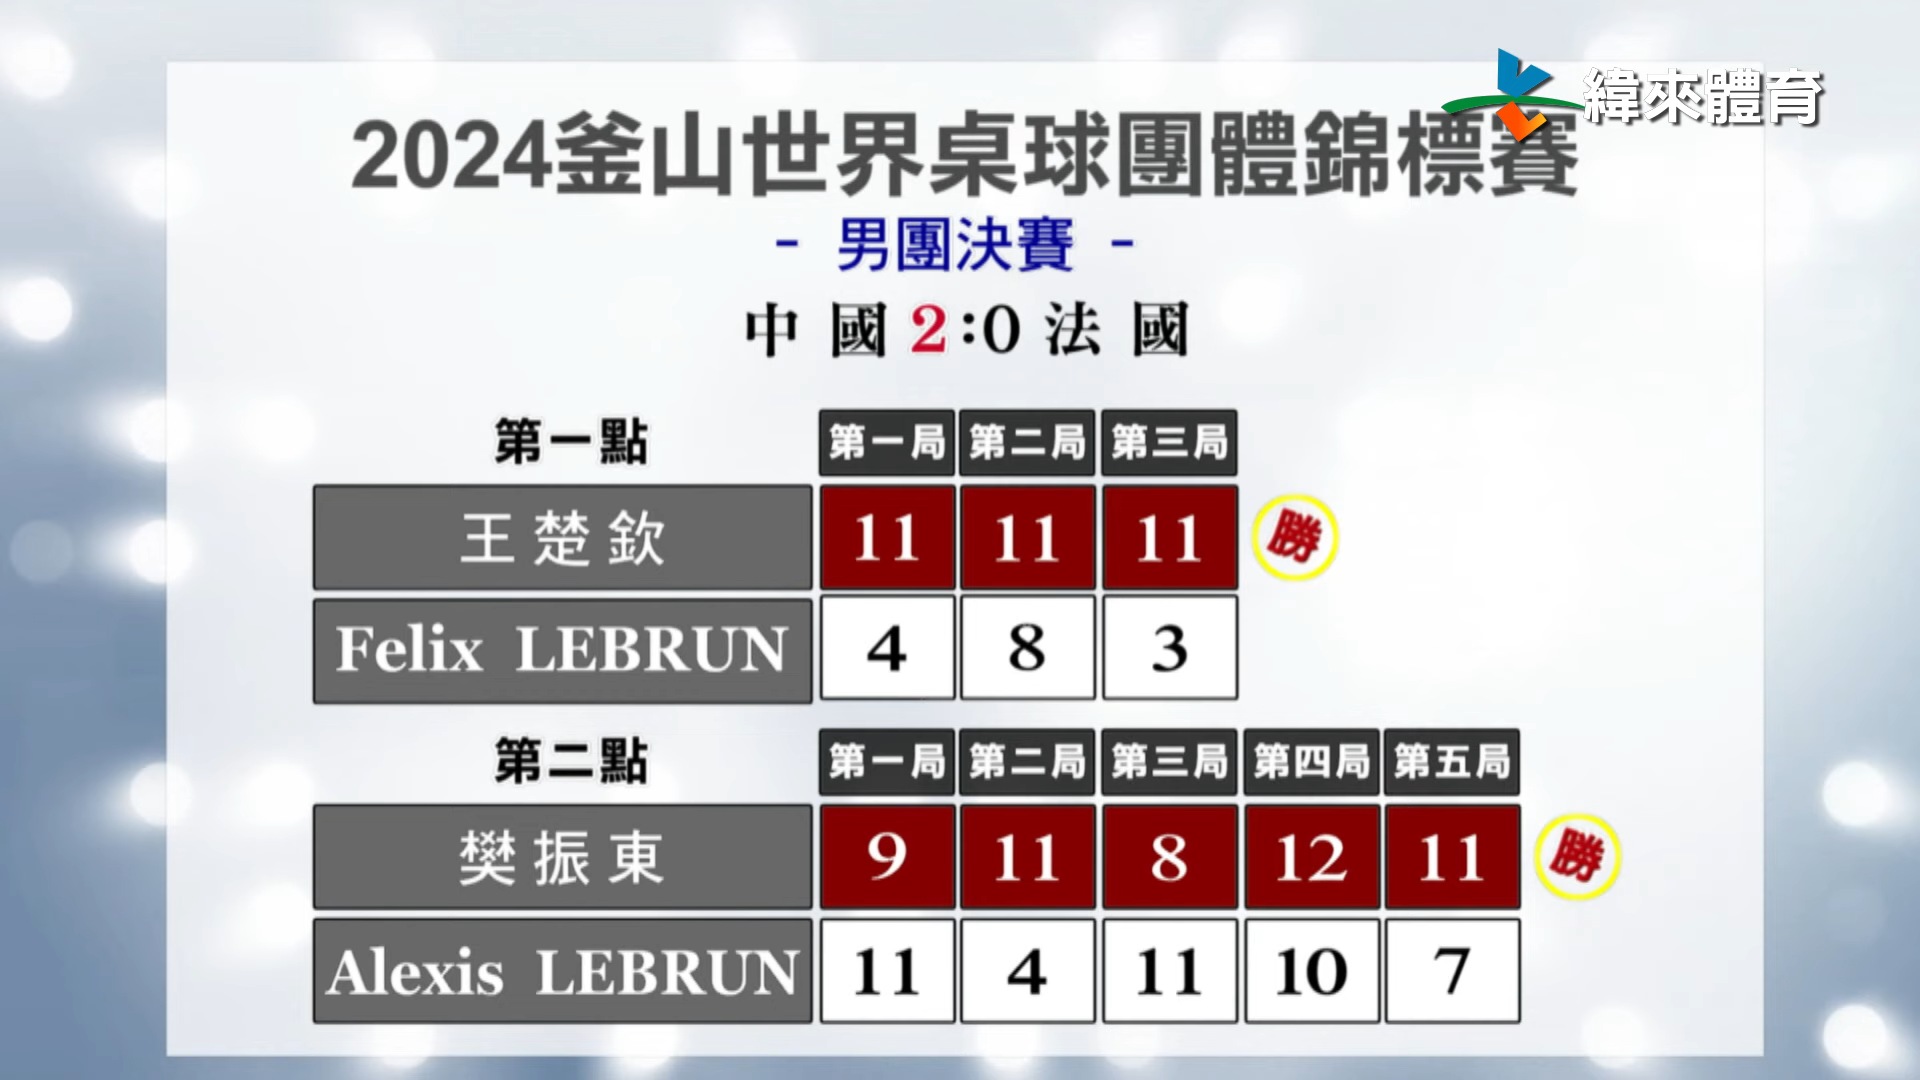 緯來體育
2024釜山世界桌球團體錦標賽
- 男團決賽 -
中國2:0法國
第一點 第一局 第二局 第三局
王楚欽 11 11 11 勝
Felix LEBRUN 4 8 3
第二點 第一局 第二局 第三局 第四局 第五局
樊振東 9 11 8 12 11 勝
Alexis LEBRUN 11 4 11 10 7